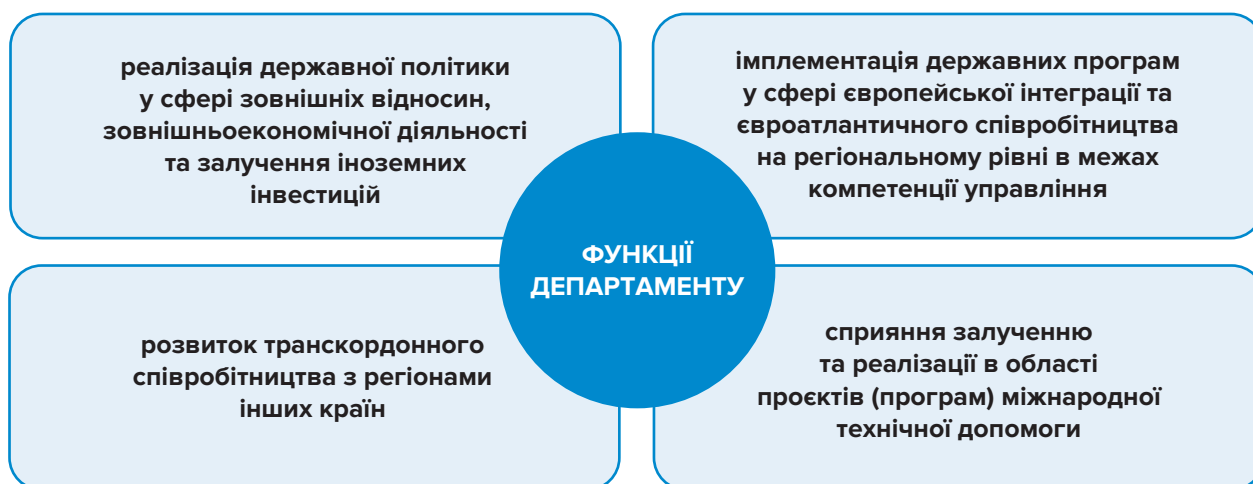 реалізація державної політики
у сфері зовнішніх відносин,
зовнішньоекономічної діяльності
та залучення іноземних
інвестицій
імплементація державних програм
у сфері європейської інтеграції та
євроатлантичного співробітництва
на регіональному рівні в межах
компетенції управління
ФУНКЦІЇ
ДЕПАРТАМЕНТУ
розвиток транскордонного
співробітництва з регіонами
інших країн
сприяння залученню
та реалізації в області
проєктів (програм) міжнародної
технічної допомоги